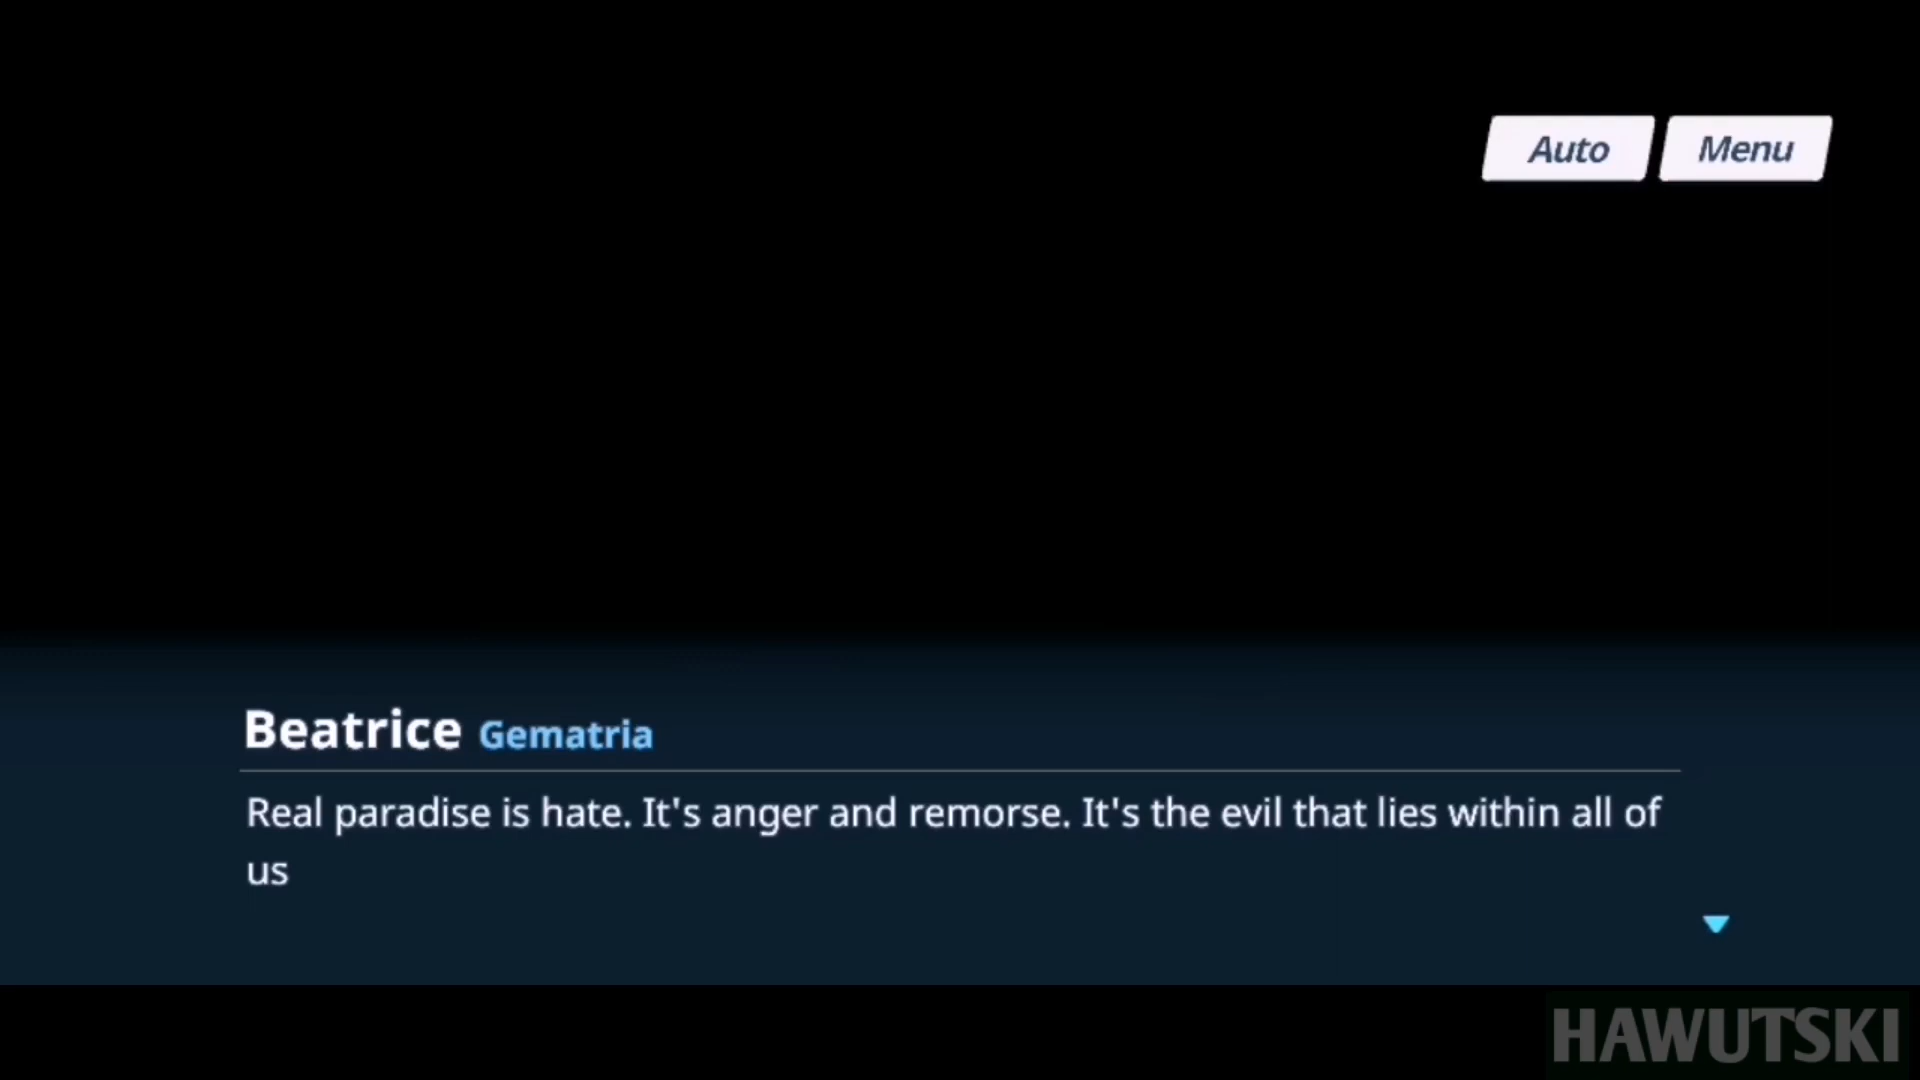 Auto Menu
Beatrice Gematria
Real paradise is hate. It's anger and remorse. It's the evil that lies within all of
us
HAWUTSKI